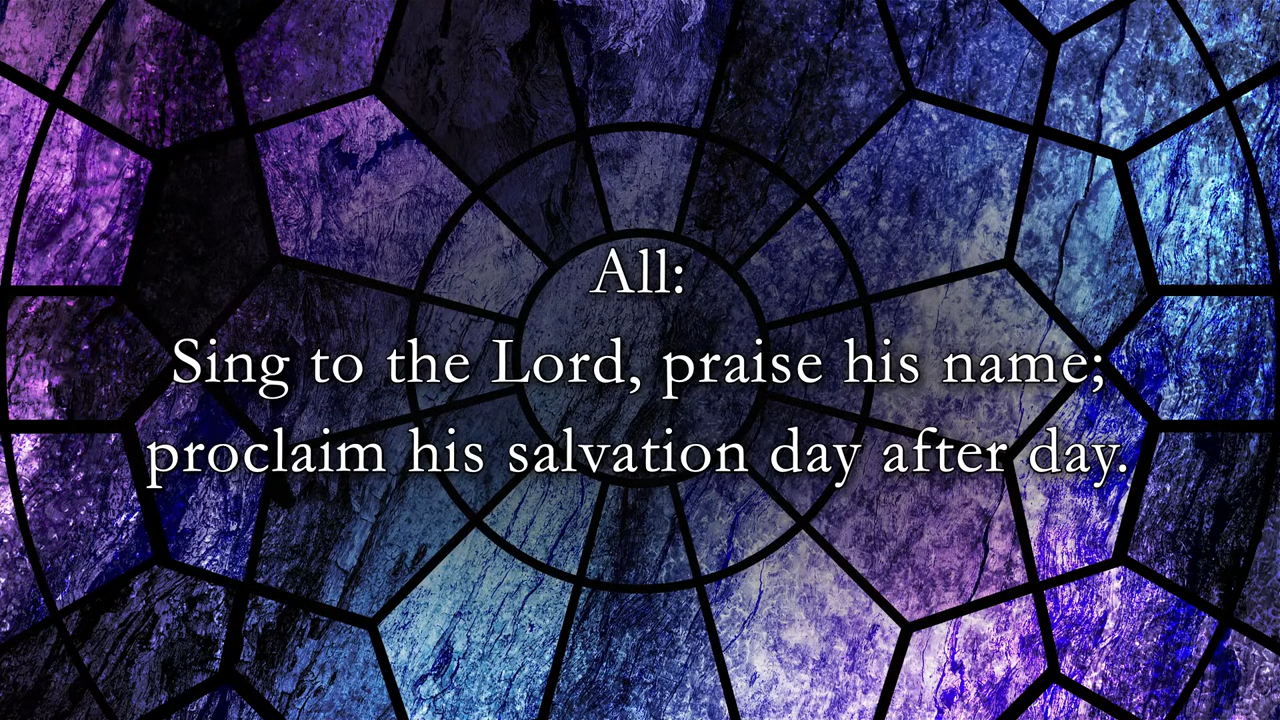 All:
Sing to the Lord, praise his name;
proclaim his salvation day after day.